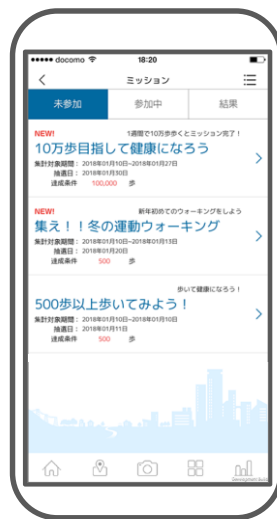 docomo 18:20
ミッション
未参加 参加中 結果
NEW! 1週間で10万歩歩くとミッション完了！
10万歩目指して健康になろう
集計対象期間： 2018年01月10日~2018年01月27日
抽選日： 2018年01月30日
達成条件 100,000 歩
NEW! 新年初めてのウォーキングをしよう
集え！！冬の運動ウォーキング
集計対象期間： 2018年01月10日~2018年01月13日
抽選日： 2018年01月20日
達成条件 500 歩
歩いて健康になろう！
500歩以上歩いてみよう！
集計対象期間： 2018年01月10日~2018年01月10日
抽選日： 2018年01月11日
達成条件 500 歩